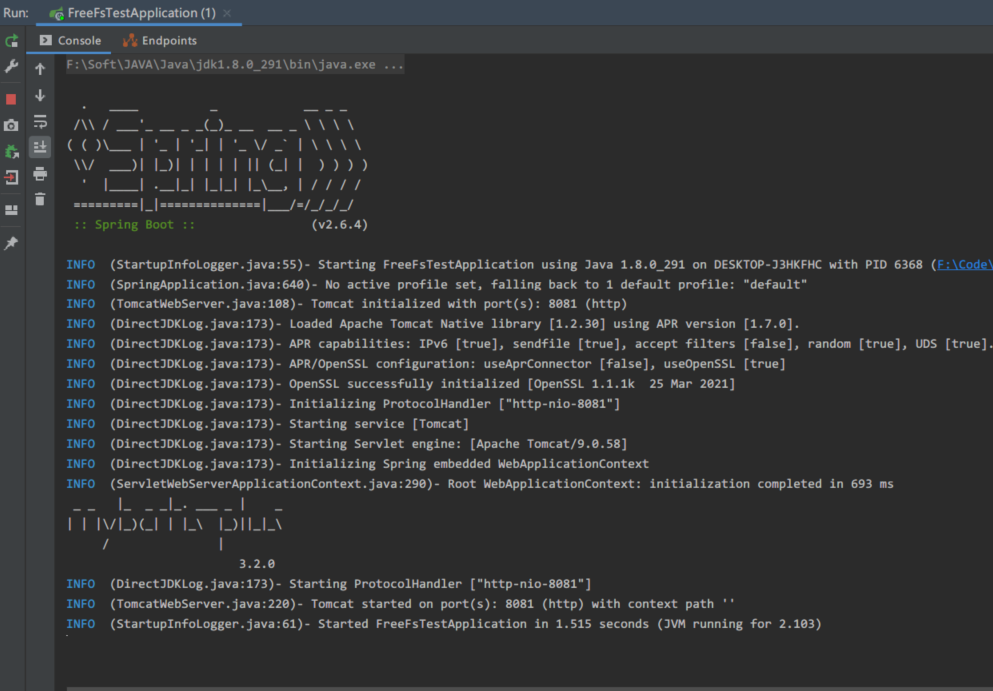 Run: FreeFsTestApplication (1) ×
Console Endpoints
F:\Soft\JAVA\Java\jdk1.8.0_291\bin\java.exe ...
  .   ____          _            __ _ _
 /\\ / ___'_ __ _ _(_)_ __  __ _ \ \ \ \
( ( )\___ | '_ | '_| | '_ \/ _` | \ \ \ \
 \\/  ___)| |_)| | | | | || (_| |  ) ) ) )
  '  |____| .__|_| |_|_| |_\__, | / / / /
 =========|_|==============|___/=/_/_/_/
 :: Spring Boot ::                (v2.6.4)
INFO  (StartupInfoLogger.java:55)- Starting FreeFsTestApplication using Java 1.8.0_291 on DESKTOP-J3HKFHC with PID 6368 (F:\Code\
INFO  (SpringApplication.java:640)- No active profile set, falling back to 1 default profile: "default"
INFO  (TomcatWebServer.java:108)- Tomcat initialized with port(s): 8081 (http)
INFO  (DirectJDKLog.java:173)- Loaded Apache Tomcat Native library [1.2.30] using APR version [1.7.0].
INFO  (DirectJDKLog.java:173)- APR capabilities: IPv6 [true], sendfile [true], accept filters [false], random [true], UDS [true].
INFO  (DirectJDKLog.java:173)- APR/OpenSSL configuration: useAprConnector [false], useOpenSSL [true]
INFO  (DirectJDKLog.java:173)- OpenSSL successfully initialized [OpenSSL 1.1.1k  25 Mar 2021]
INFO  (DirectJDKLog.java:173)- Initializing ProtocolHandler ["http-nio-8081"]
INFO  (DirectJDKLog.java:173)- Starting service [Tomcat]
INFO  (DirectJDKLog.java:173)- Starting Servlet engine: [Apache Tomcat/9.0.58]
INFO  (DirectJDKLog.java:173)- Initializing Spring embedded WebApplicationContext
INFO  (ServletWebServerApplicationContext.java:290)- Root WebApplicationContext: initialization completed in 693 ms
 _ _   |_  _ _|_. ___ _ |    _
| | |\/|_)(_| | |_\  |_)||_|_\
     /               |
                        3.2.0
INFO  (DirectJDKLog.java:173)- Starting ProtocolHandler ["http-nio-8081"]
INFO  (TomcatWebServer.java:220)- Tomcat started on port(s): 8081 (http) with context path ''
INFO  (StartupInfoLogger.java:61)- Started FreeFsTestApplication in 1.515 seconds (JVM running for 2.103)